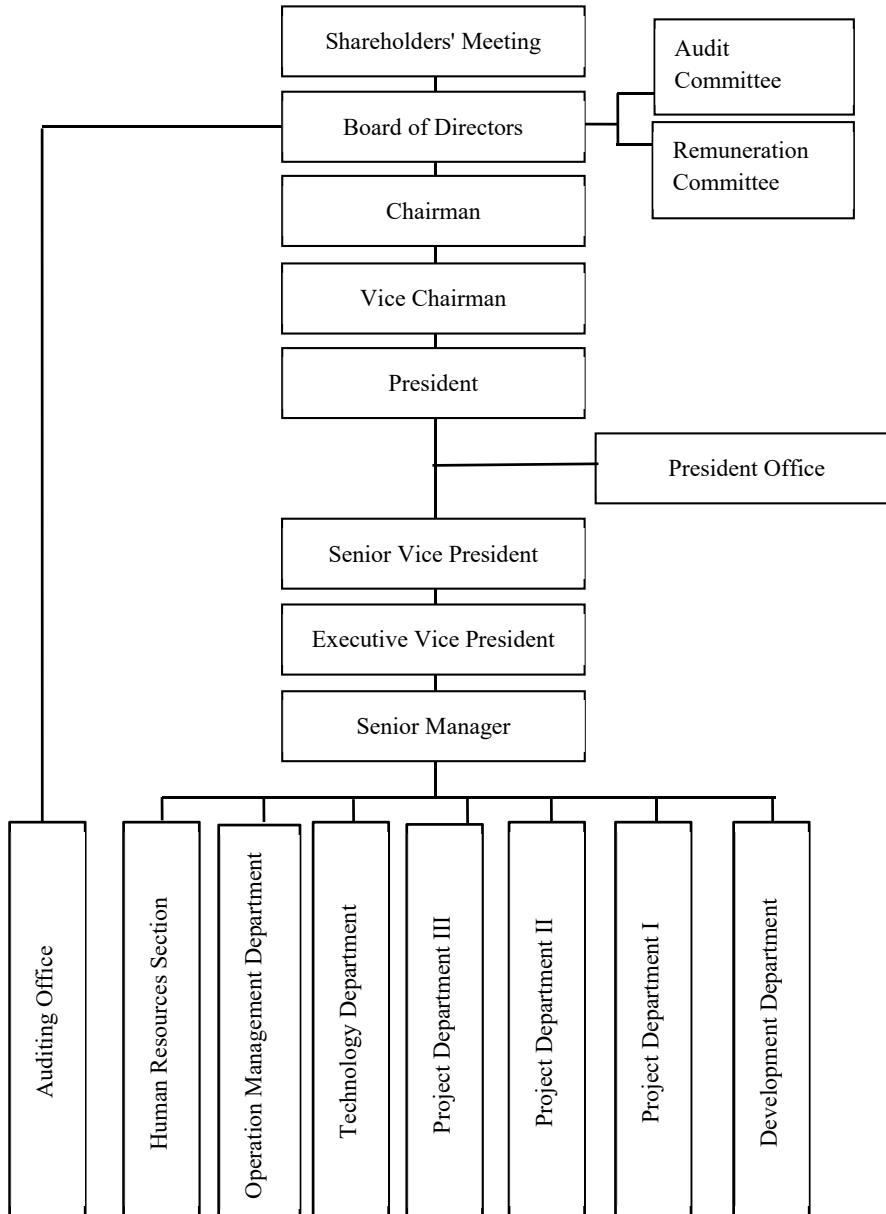 Shareholders' Meeting
Audit
Committee
Board of Directors
Remuneration
Committee
Chairman
Vice Chairman
President
President Office
Senior Vice President
Executive Vice President
Senior Manager
Auditing Office
Human Resources Section
Operation Management Department
Technology Department
Project Department III
Project Department II
Project Department I
Development Department